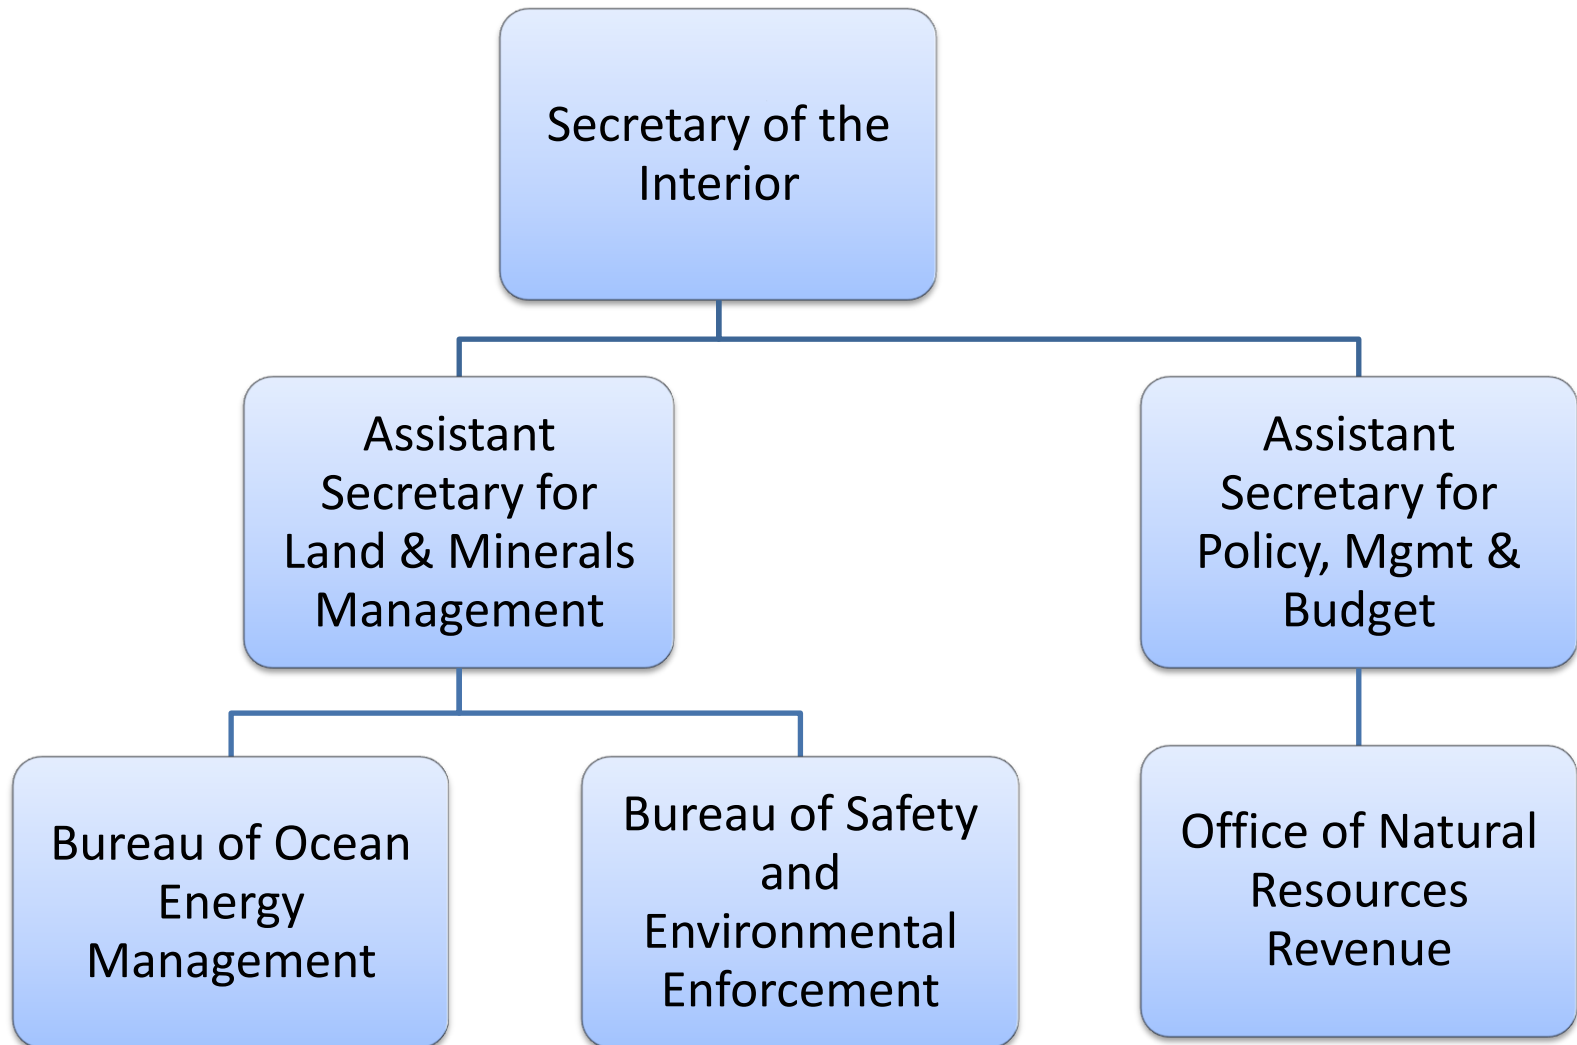 Secretary of the
Interior
Assistant
Secretary for
Land & Minerals
Management
Assistant
Secretary for
Policy, Mgmt &
Budget
Bureau of Ocean
Energy
Management
Bureau of Safety
and
Environmental
Enforcement
Office of Natural
Resources
Revenue